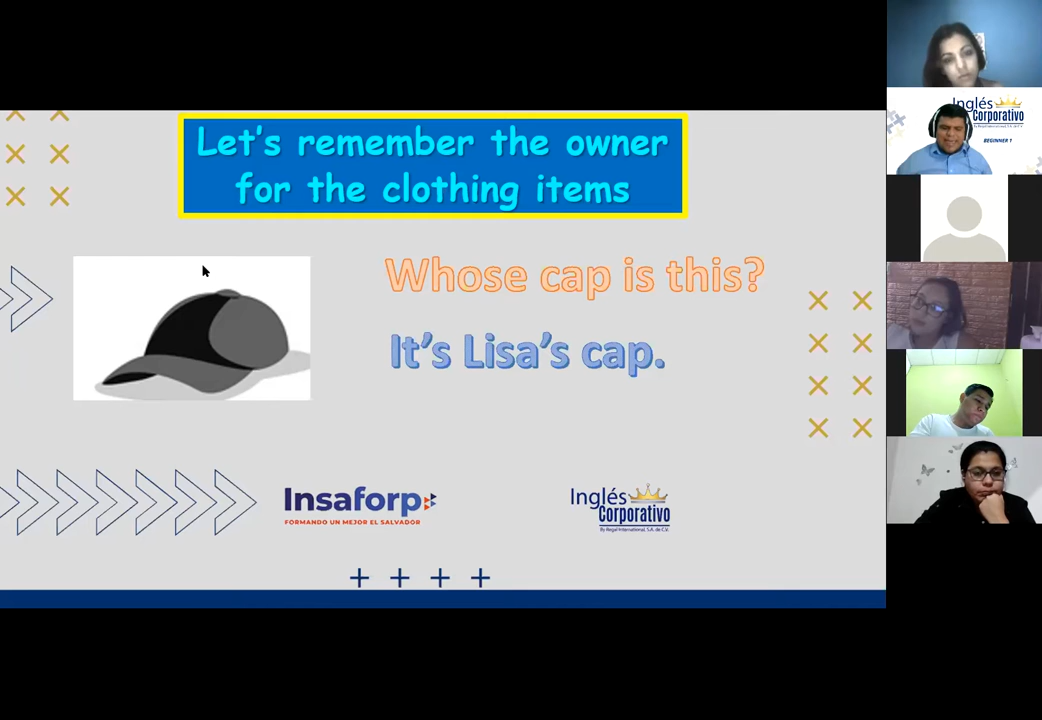 Let's remember the owner
for the clothing items
Whose cap is this?
It's Lisa's cap.
Insaforp
FORMANDO UN MEJOR EL SALVADOR
Inglés
Corporativo
By Regal International, S.A. de C.V.
Inglés
Corporativo
BEGINNER 1